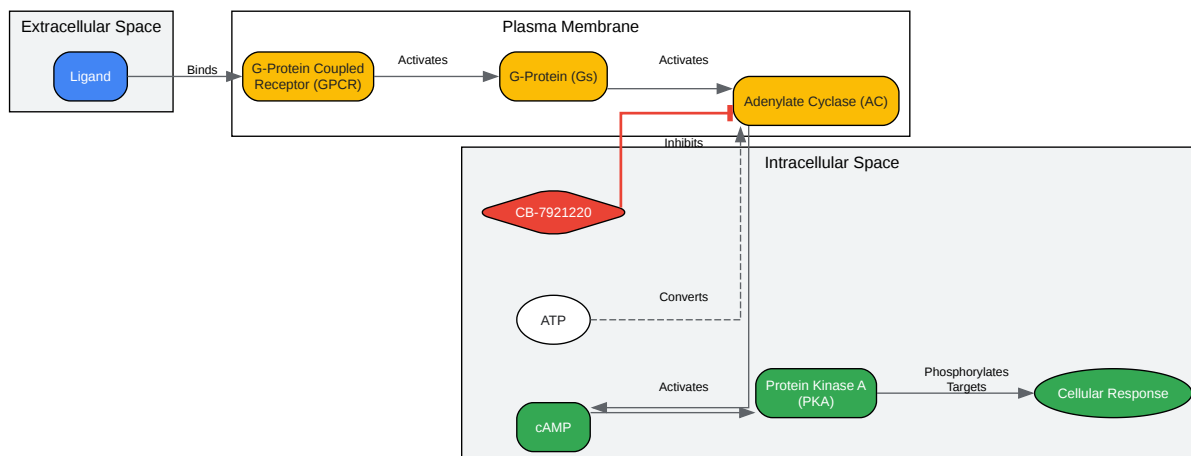 Extracellular Space
Plasma Membrane
Ligand
Binds
G-Protein Coupled
Receptor (GPCR)
Activates
G-Protein (Gs)
Activates
Adenylate Cyclase (AC)
Inhibits
Intracellular Space
CB-7921220
ATP
Converts
Activates
cAMP
Protein Kinase A
(PKA)
Phosphorylates
Targets
Cellular Response